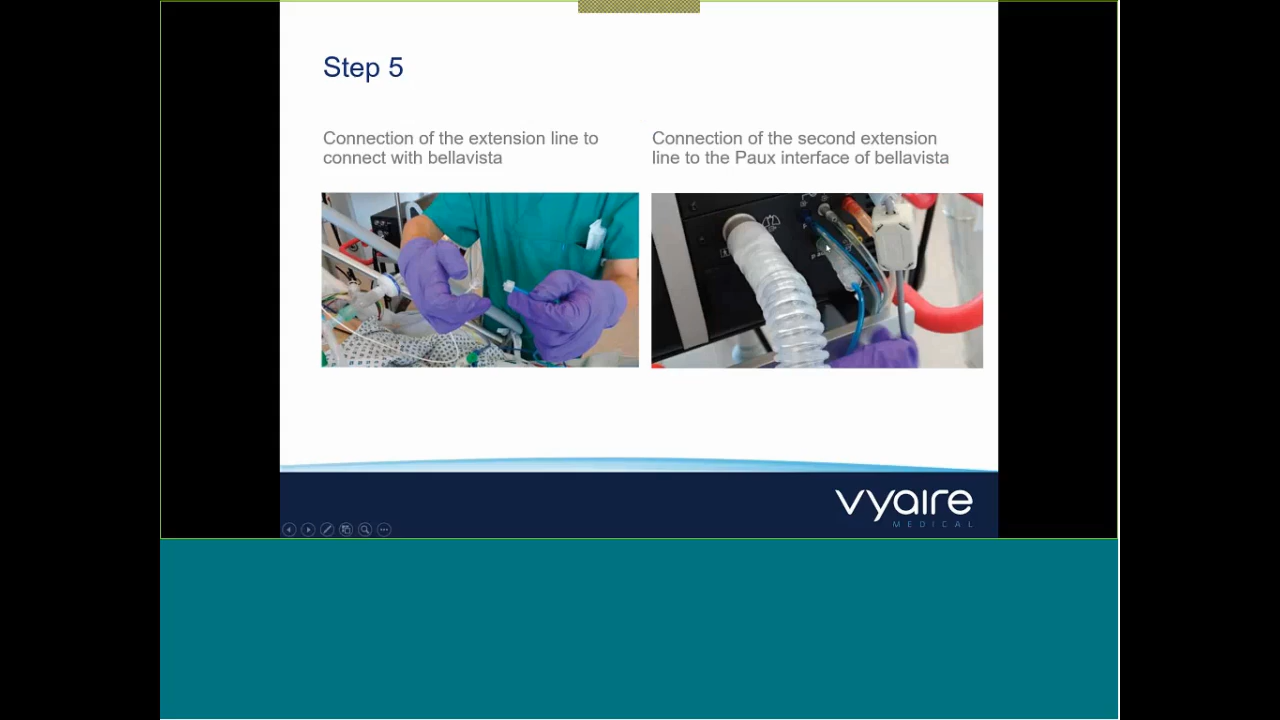 Step 5
Connection of the extension line to
connect with bellavista
Connection of the second extension
line to the Paux interface of bellavista
vyaire
MEDICAL